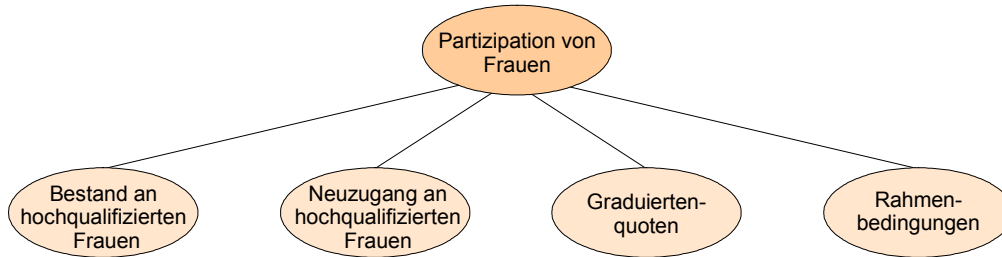 Partizipation von
Frauen
Bestand an
hochqualifizierten
Frauen
Neuzugang an
hochqualifizierten
Frauen
Graduierten-
quoten
Rahmen-
bedingungen